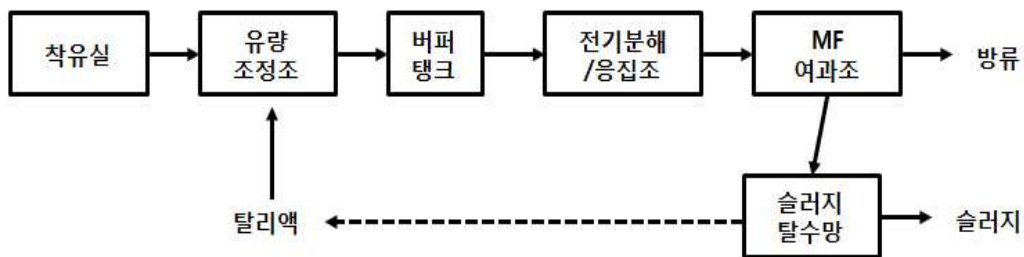 착유실
유량
조정조
버퍼
탱크
전기분해
/응집조
MF
여과조
방류
탈리액
슬러지
탈수망
슬러지